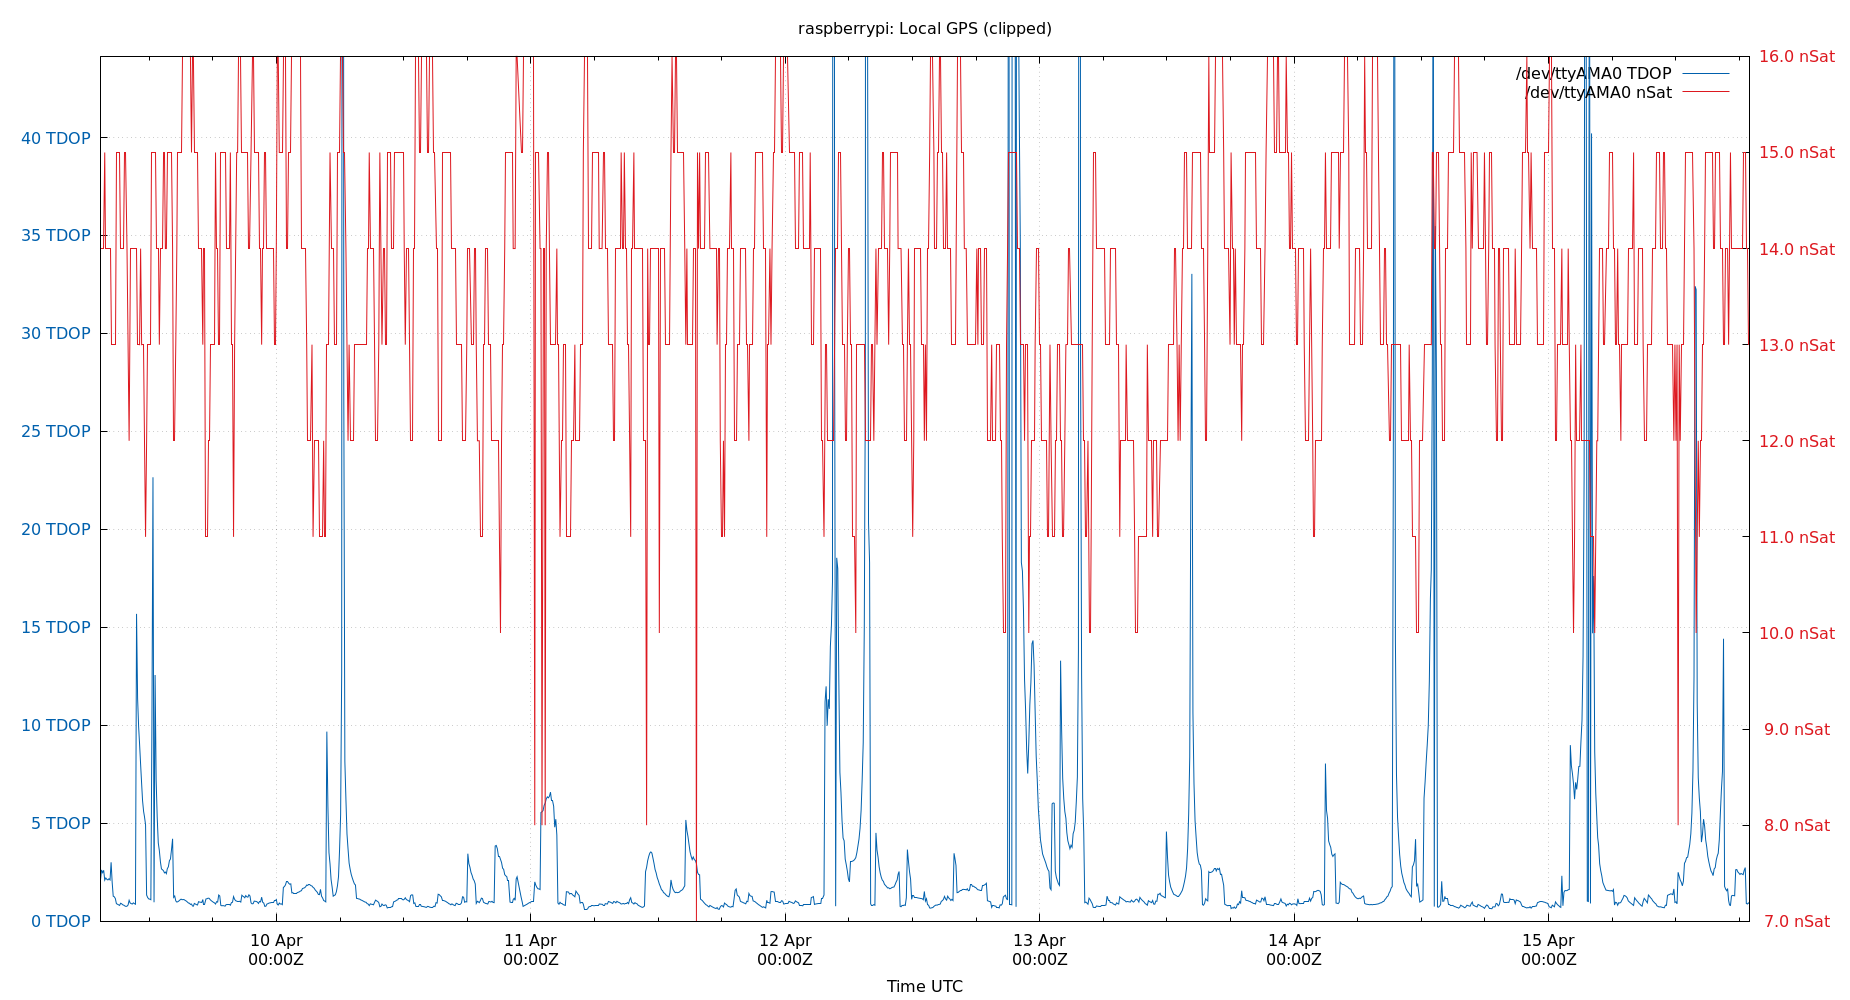 raspberrypi: Local GPS (clipped)
/dev/ttyAMA0 TDOP
/dev/ttyAMA0 nSat
40 TDOP
35 TDOP
30 TDOP
25 TDOP
20 TDOP
15 TDOP
10 TDOP
5 TDOP
0 TDOP
16.0 nSat
15.0 nSat
14.0 nSat
13.0 nSat
12.0 nSat
11.0 nSat
10.0 nSat
9.0 nSat
8.0 nSat
7.0 nSat
10 Apr
00:00Z
11 Apr
00:00Z
12 Apr
00:00Z
13 Apr
00:00Z
14 Apr
00:00Z
15 Apr
00:00Z
Time UTC